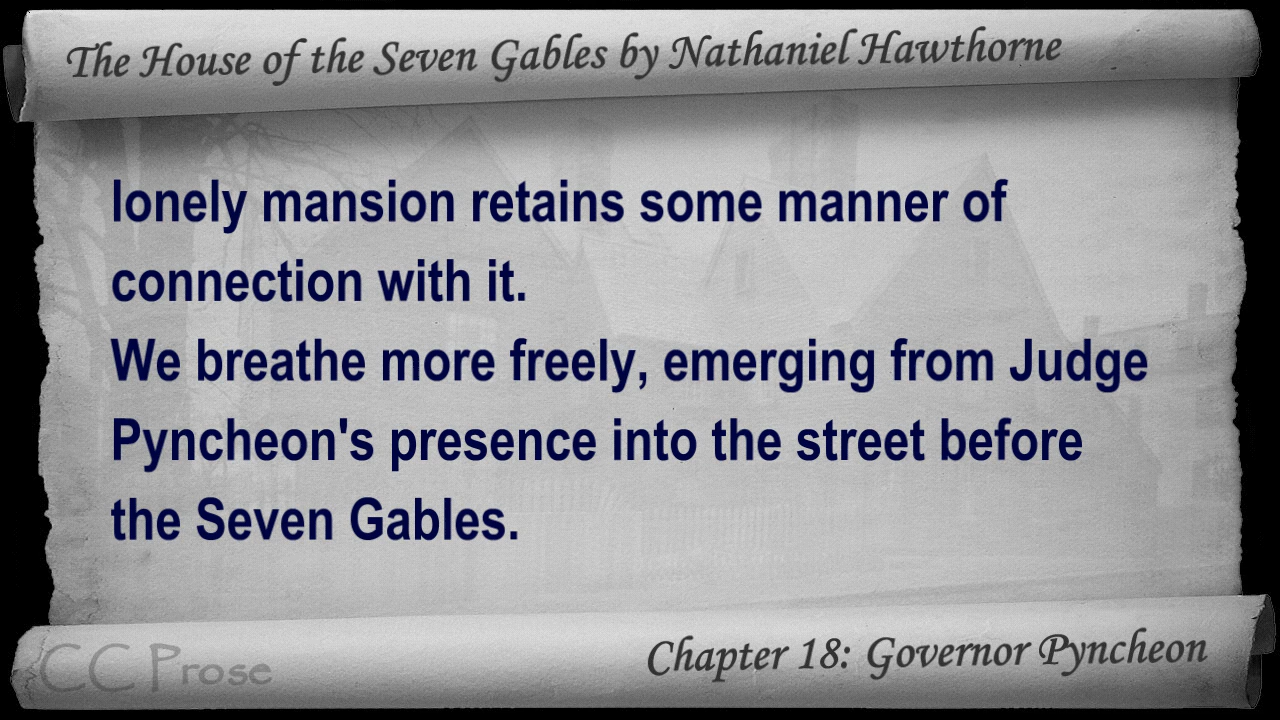 The House of the Seven Gables by Nathaniel Hawthorne
lonely mansion retains some manner of
connection with it.
We breathe more freely, emerging from Judge
Pyncheon's presence into the street before
the Seven Gables.
CC Prose
Chapter 18: Governor Pyncheon